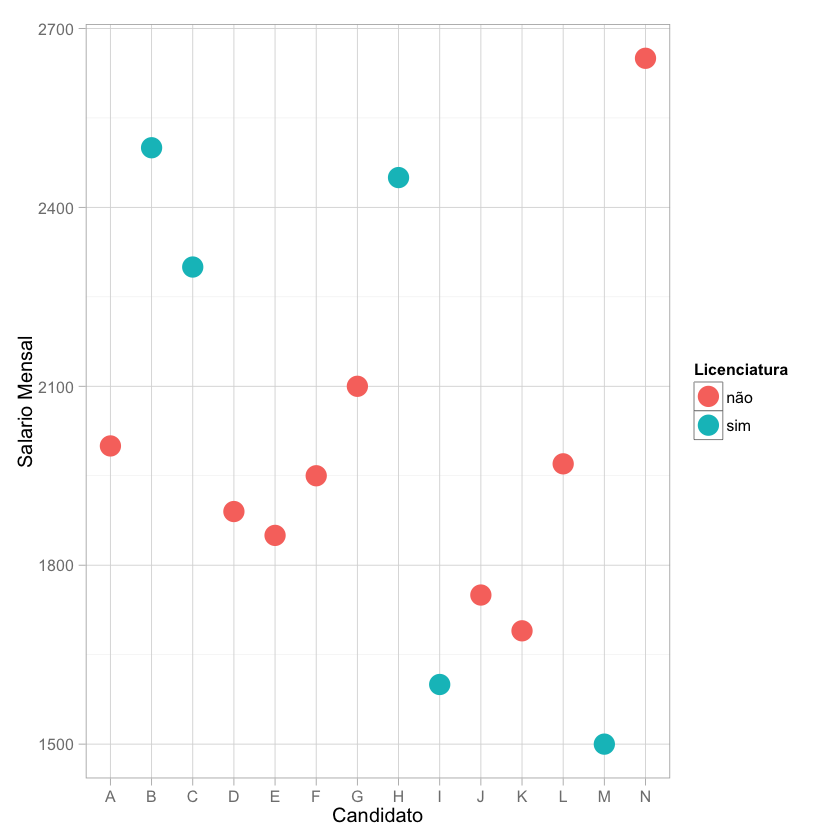 2700
2400
2100
1800
1500
Salario Mensal
A B C D E F G H I J K L M N
Candidato
Licenciatura
não
sim